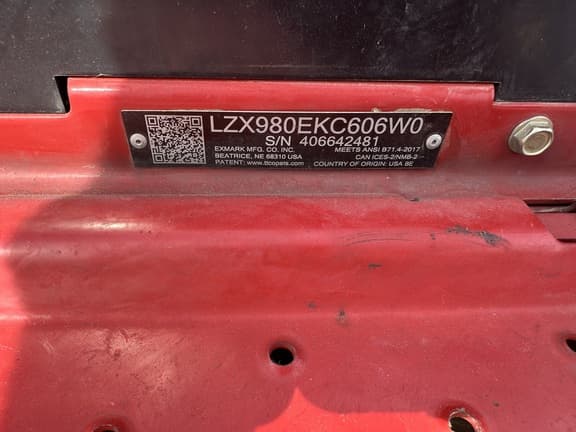 LZX980EKC606W0
S/N 406642481
EXMARK MFG. CO. INC. MEETS ANSI B71.4-2017
BEATRICE, NE 68310 USA CAN ICES-2/NMB-2
PATENT: www.ttcopats.com COUNTRY OF ORIGIN: USA BE